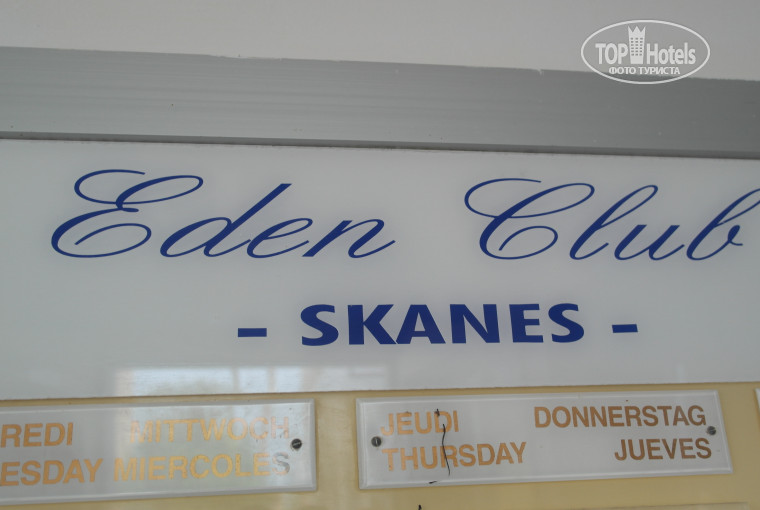 TOP Hotels
ФОТО ТУРИСТА
Eden Club
- SKANES -
REDI MITTWOCH
ESDAY MIERCOLES
JEUDI DONNERSTAG
THURSDAY JUEVES